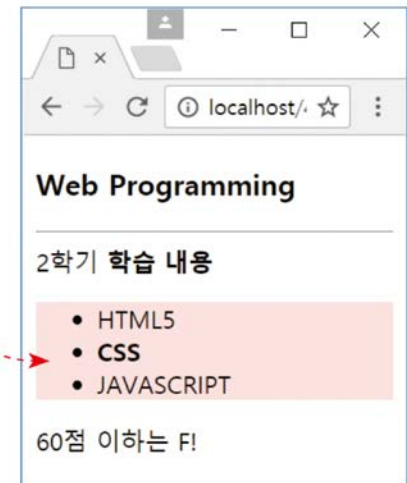 localhost/
Web Programming
2학기 학습 내용
• HTML5
• CSS
• JAVASCRIPT
60점 이하는 F!